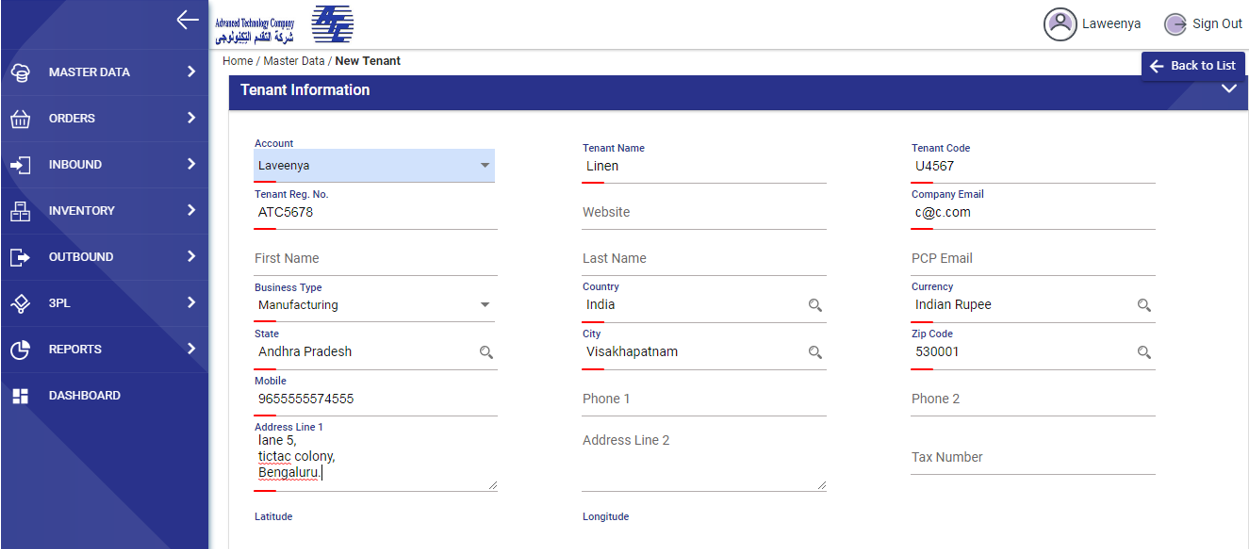 Advanced Technology Company
شركة التقدم التكنولوجي
ATC
Laweenya
Sign Out
MASTER DATA
ORDERS
INBOUND
INVENTORY
OUTBOUND
3PL
REPORTS
DASHBOARD
Home / Master Data / New Tenant
Back to List
Tenant Information
Account
Laveenya
Tenant Name
Linen
Tenant Code
U4567
Tenant Reg. No.
ATC5678
Website
Company Email
c@c.com
First Name
Last Name
PCP Email
Business Type
Manufacturing
Country
India
Currency
Indian Rupee
State
Andhra Pradesh
City
Visakhapatnam
Zip Code
530001
Mobile
9655555574555
Phone 1
Phone 2
Address Line 1
lane 5,
tictac colony,
Bengaluru.
Address Line 2
Tax Number
Latitude
Longitude